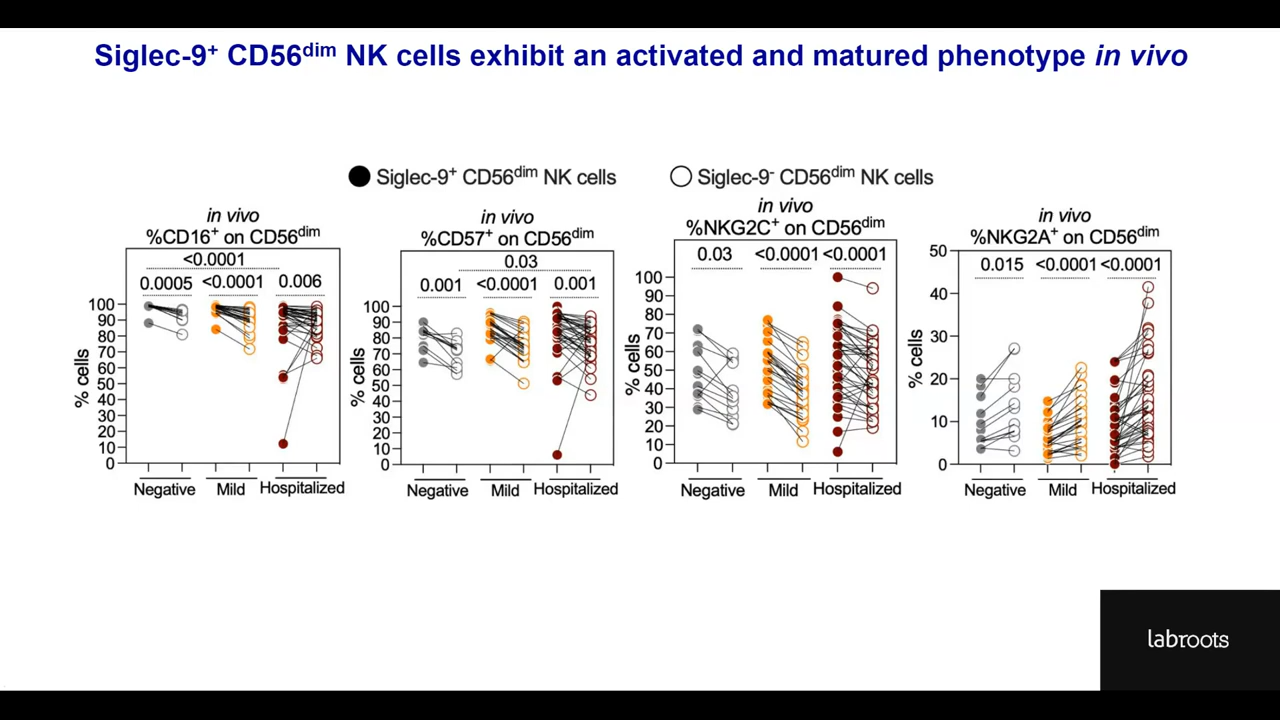 Siglec-9⁺ CD56ᵈⁱᵐ NK cells exhibit an activated and matured phenotype in vivo
Siglec-9⁺ CD56ᵈⁱᵐ NK cells
Siglec-9⁻ CD56ᵈⁱᵐ NK cells
in vivo
%CD16⁺ on CD56ᵈⁱᵐ
<0.0001
0.0005 <0.0001 0.006
100
90
80
70
60
50
40
30
20
10
0
% cells
Negative Mild Hospitalized
in vivo
%CD57⁺ on CD56ᵈⁱᵐ
0.03
0.001 <0.0001 0.001
100
90
80
70
60
50
40
30
20
10
0
% cells
Negative Mild Hospitalized
in vivo
%NKG2C⁺ on CD56ᵈⁱᵐ
0.03 <0.0001 <0.0001
100
90
80
70
60
50
40
30
20
10
0
% cells
Negative Mild Hospitalized
in vivo
%NKG2A⁺ on CD56ᵈⁱᵐ
0.015 <0.0001 <0.0001
50
40
30
20
10
0
% cells
Negative Mild Hospitalized
labroots